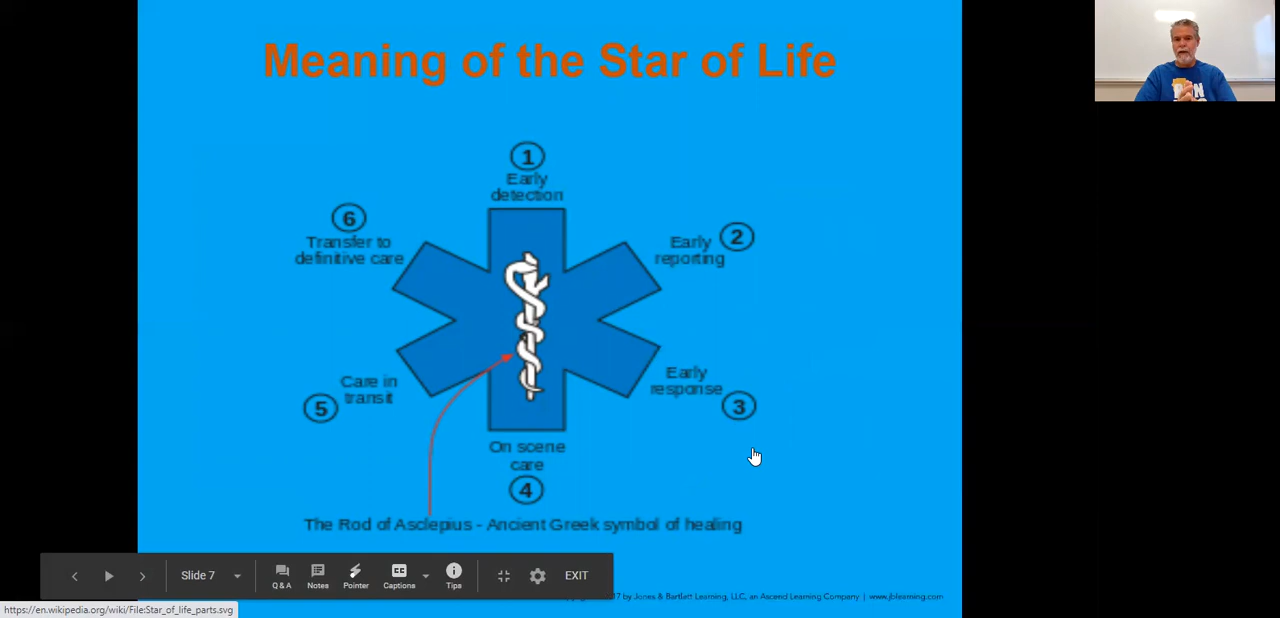 Meaning of the Star of Life
1
Early
detection
6
Transfer to
definitive care
Early
reporting
2
Early
response
3
Care in
transit
5
On scene
care
4
The Rod of Asclepius - Ancient Greek symbol of healing
Slide 7
Q & A
Notes
Pointer
Captions
Tips
EXIT
https://en.wikipedia.org/wiki/File:Star_of_life_parts.svg
17 by Jones & Bartlett Learning, LLC, an Ascend Learning Company | www.jblearning.com